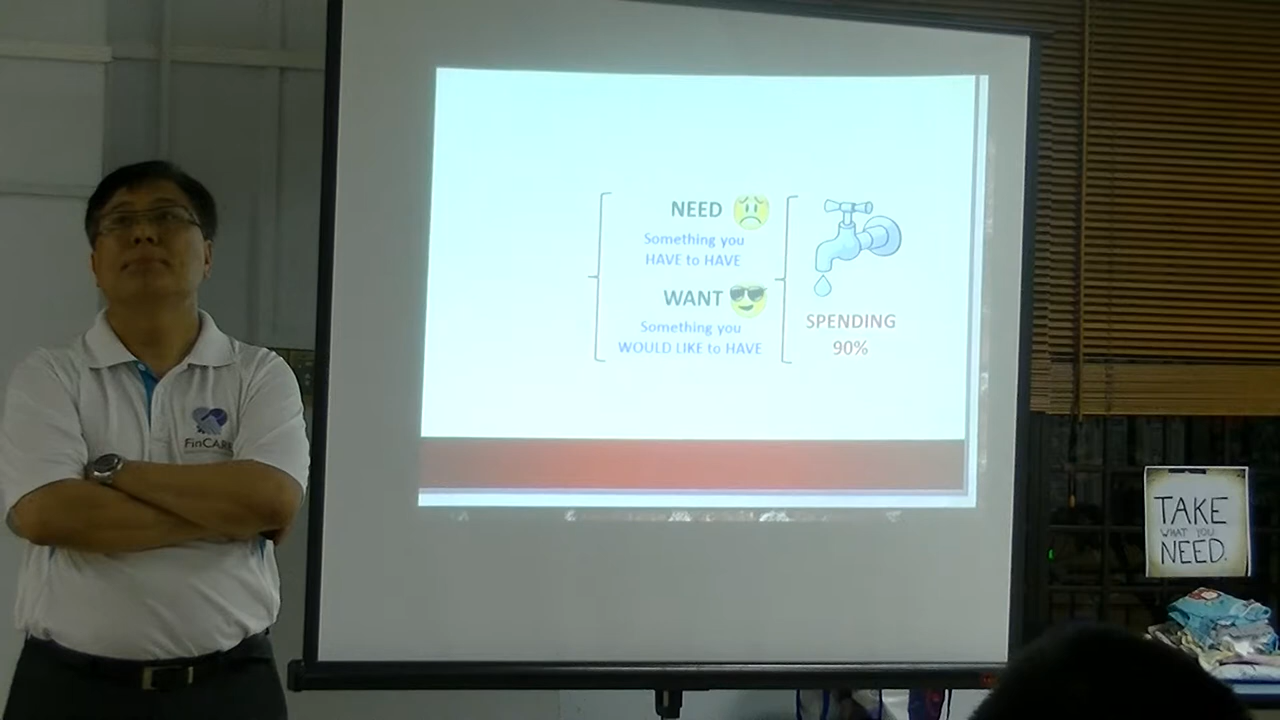 NEED
Something you
HAVE to HAVE
WANT
Something you
WOULD LIKE to HAVE
SPENDING
90%
FinCARE
TAKE
WHAT YOU
NEED.